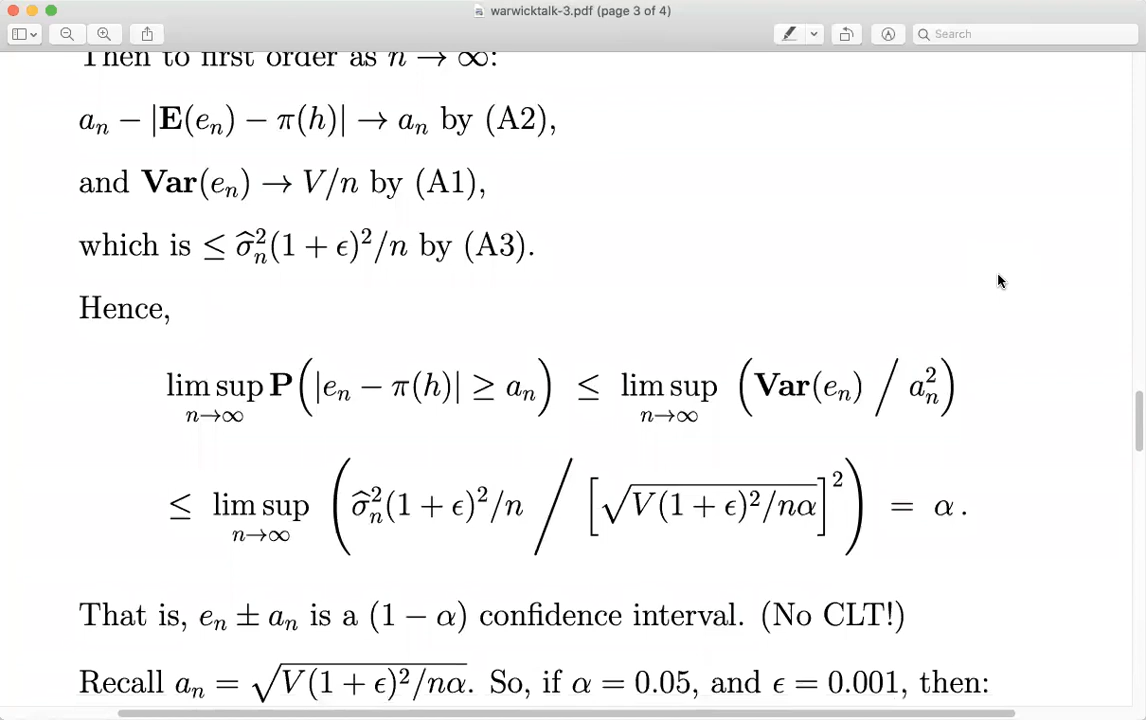 warwicktalk-3.pdf (page 3 of 4)
Search
Then to first order as n → ∞:
aₙ − |E(eₙ) − π(h)| → aₙ by (A2),
and Var(eₙ) → V/n by (A1),
which is ≤ σ̂ₙ²(1 + ϵ)²/n by (A3).
Hence,
lim sup_{n→∞} P(|eₙ − π(h)| ≥ aₙ) ≤ lim sup_{n→∞} (Var(eₙ) / aₙ²)
≤ lim sup_{n→∞} (σ̂ₙ²(1 + ϵ)²/n / [√(V(1 + ϵ)²/nα)]²) = α.
That is, eₙ ± aₙ is a (1 − α) confidence interval. (No CLT!)
Recall aₙ = √(V(1 + ϵ)²/nα). So, if α = 0.05, and ϵ = 0.001, then: